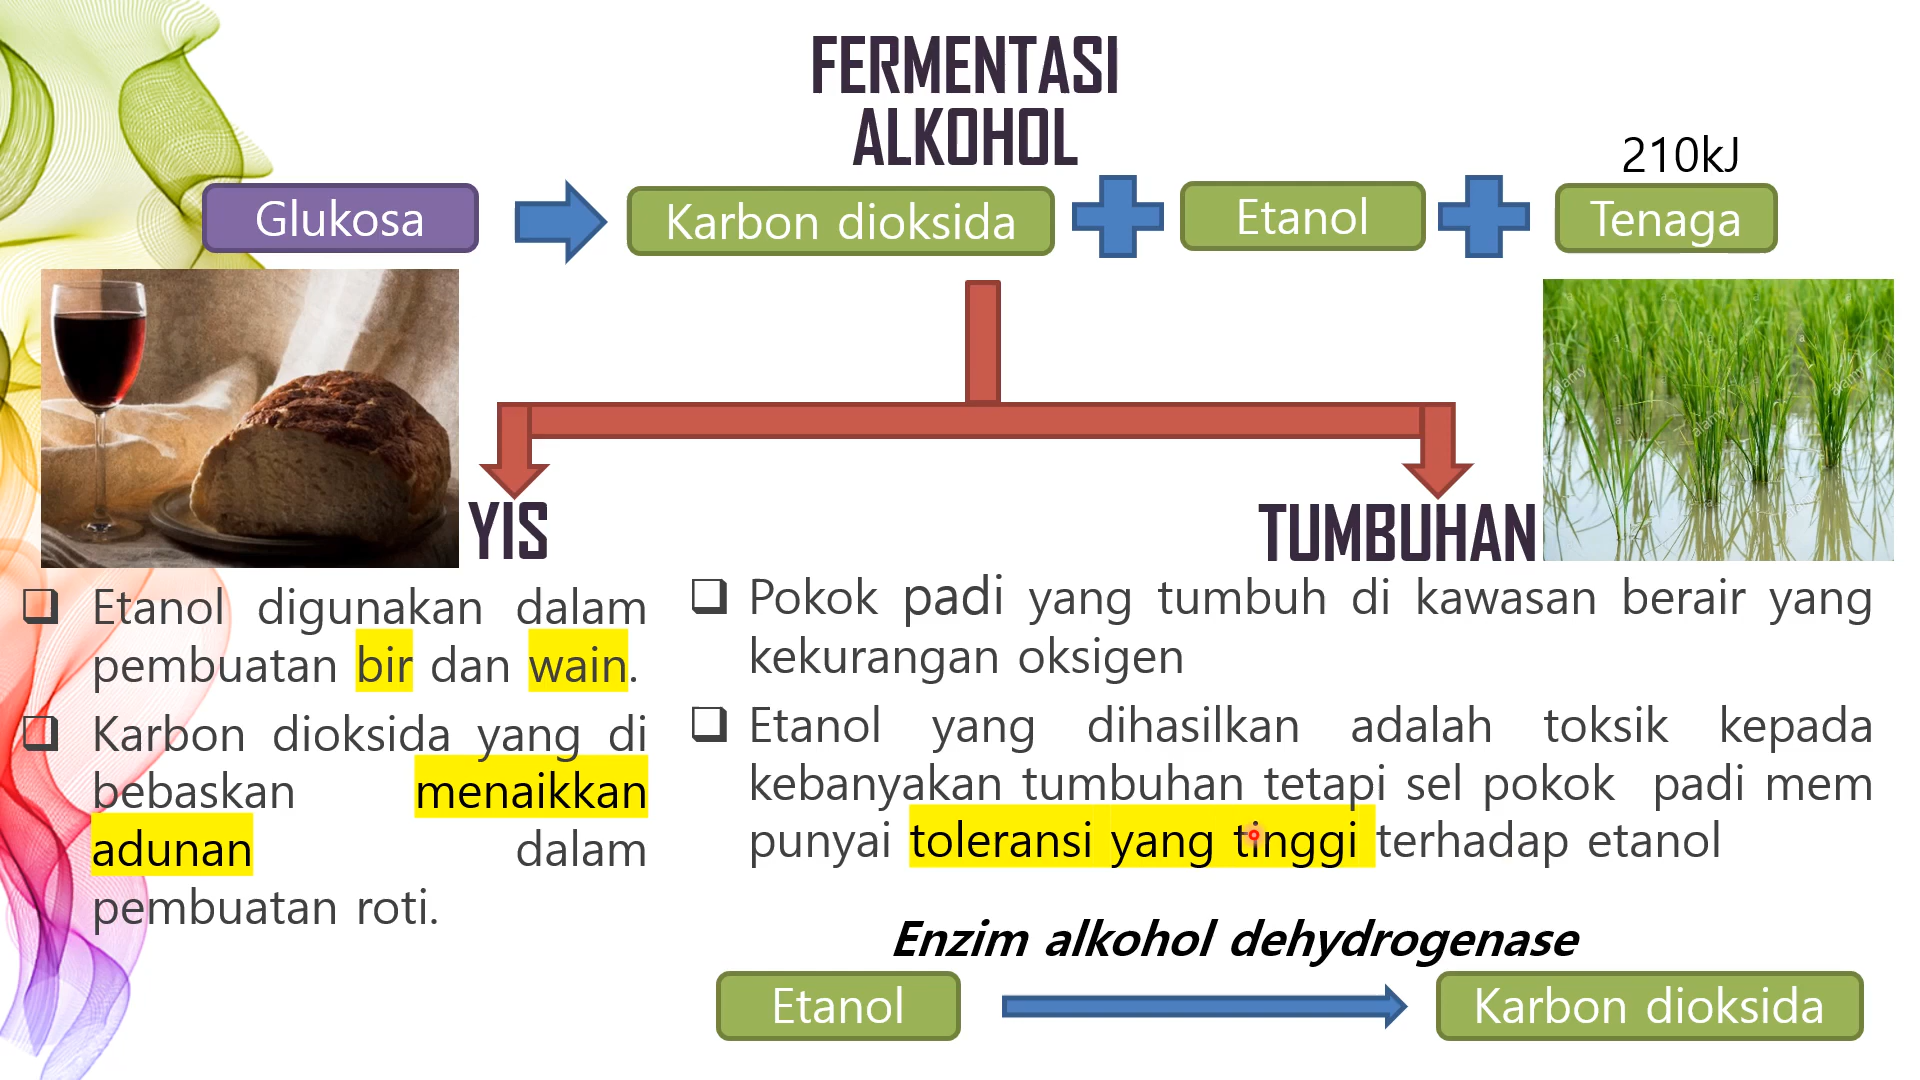 FERMENTASI
ALKOHOL
210kJ
Glukosa
Karbon dioksida
Etanol
Tenaga
YIS
TUMBUHAN
Etanol digunakan dalam
pembuatan bir dan wain.
Karbon dioksida yang di
bebaskan menaikkan
adunan dalam
pembuatan roti.
Pokok padi yang tumbuh di kawasan berair yang
kekurangan oksigen
Etanol yang dihasilkan adalah toksik kepada
kebanyakan tumbuhan tetapi sel pokok padi mem
punyai toleransi yang tinggi terhadap etanol
Enzim alkohol dehydrogenase
Etanol
Karbon dioksida
alamy
alamy
alamy